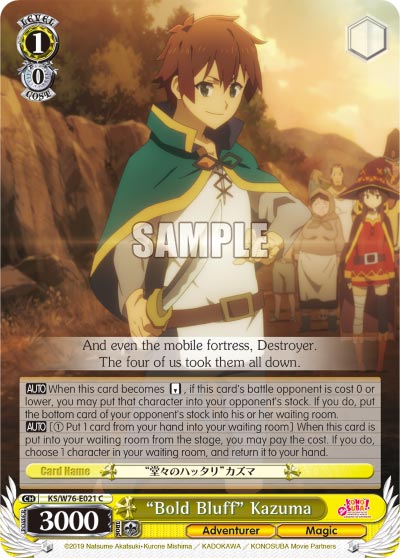 LEVEL
1
0
COST
SAMPLE
And even the mobile fortress, Destroyer.
The four of us took them all down.
AUTO When this card becomes [ ], if this card's battle opponent is cost 0 or
lower, you may put that character into your opponent's stock. If you do, put
the bottom card of your opponent's stock into his or her waiting room.
AUTO [① Put 1 card from your hand into your waiting room] When this card is
put into your waiting room from the stage, you may pay the cost. If you do,
choose 1 character in your waiting room, and return it to your hand.
Card Name
“堂々のハッタリ”カズマ
CH KS/W76-E021 C
POWER 3000
“Bold Bluff” Kazuma
KONO SUBA!
Adventurer
Magic
©2019 Natsume Akatsuki・Kurone Mishima / KADOKAWA / KONOSUBA Movie Partners